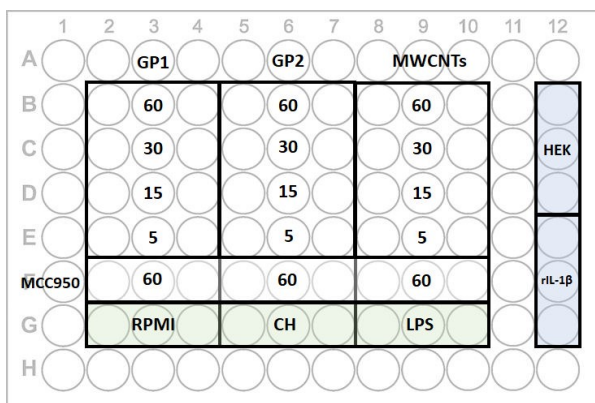 1 2 3 4 5 6 7 8 9 10 11 12
A GP1 GP2 MWCNTs
B 60 60 60
C 30 30 30 HEK
D 15 15 15
E 5 5 5
F MCC950 60 60 60 rIL-1β
G RPMI CH LPS
H